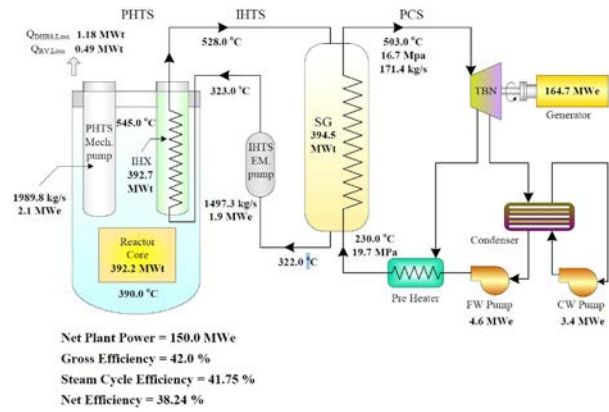 PHTS IHTS PCS
Q_DHRS.Loss 1.18 MWt
Q_RV.Loss 0.49 MWt
528.0 °C
503.0 °C
16.7 Mpa
171.4 kg/s
323.0 °C
TBN
164.7 MWe
Generator
PHTS
Mech.
pump
545.0 °C
IHX
392.7
MWt
IHTS
EM.
pump
SG
394.5
MWt
1989.8 kg/s
2.1 MWe
1497.3 kg/s
1.9 MWe
Reactor
Core
392.2 MWt
390.0 °C
322.0 °C
230.0 °C
19.7 MPa
Condenser
Pre Heater
FW Pump
4.6 MWe
CW Pump
3.4 MWe
Net Plant Power = 150.0 MWe
Gross Efficiency = 42.0 %
Steam Cycle Efficiency = 41.75 %
Net Efficiency = 38.24 %